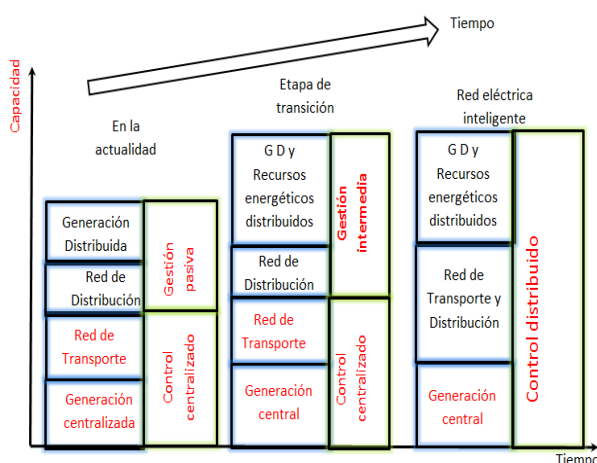 Tiempo
Capacidad
En la
actualidad
Etapa de
transición
Red eléctrica
inteligente
Generación
Distribuida
Red de
Distribución
Red de
Transporte
Generación
centralizada
Gestión
pasiva
Control
centralizado
G D y
Recursos
energéticos
distribuidos
Red de
Distribución
Red de
Transporte
Generación
central
Gestión
intermedia
Control
centralizado
G D y
Recursos
energéticos
distribuidos
Red de
Transporte y
Distribución
Generación
central
Control distribuido
Tiempo